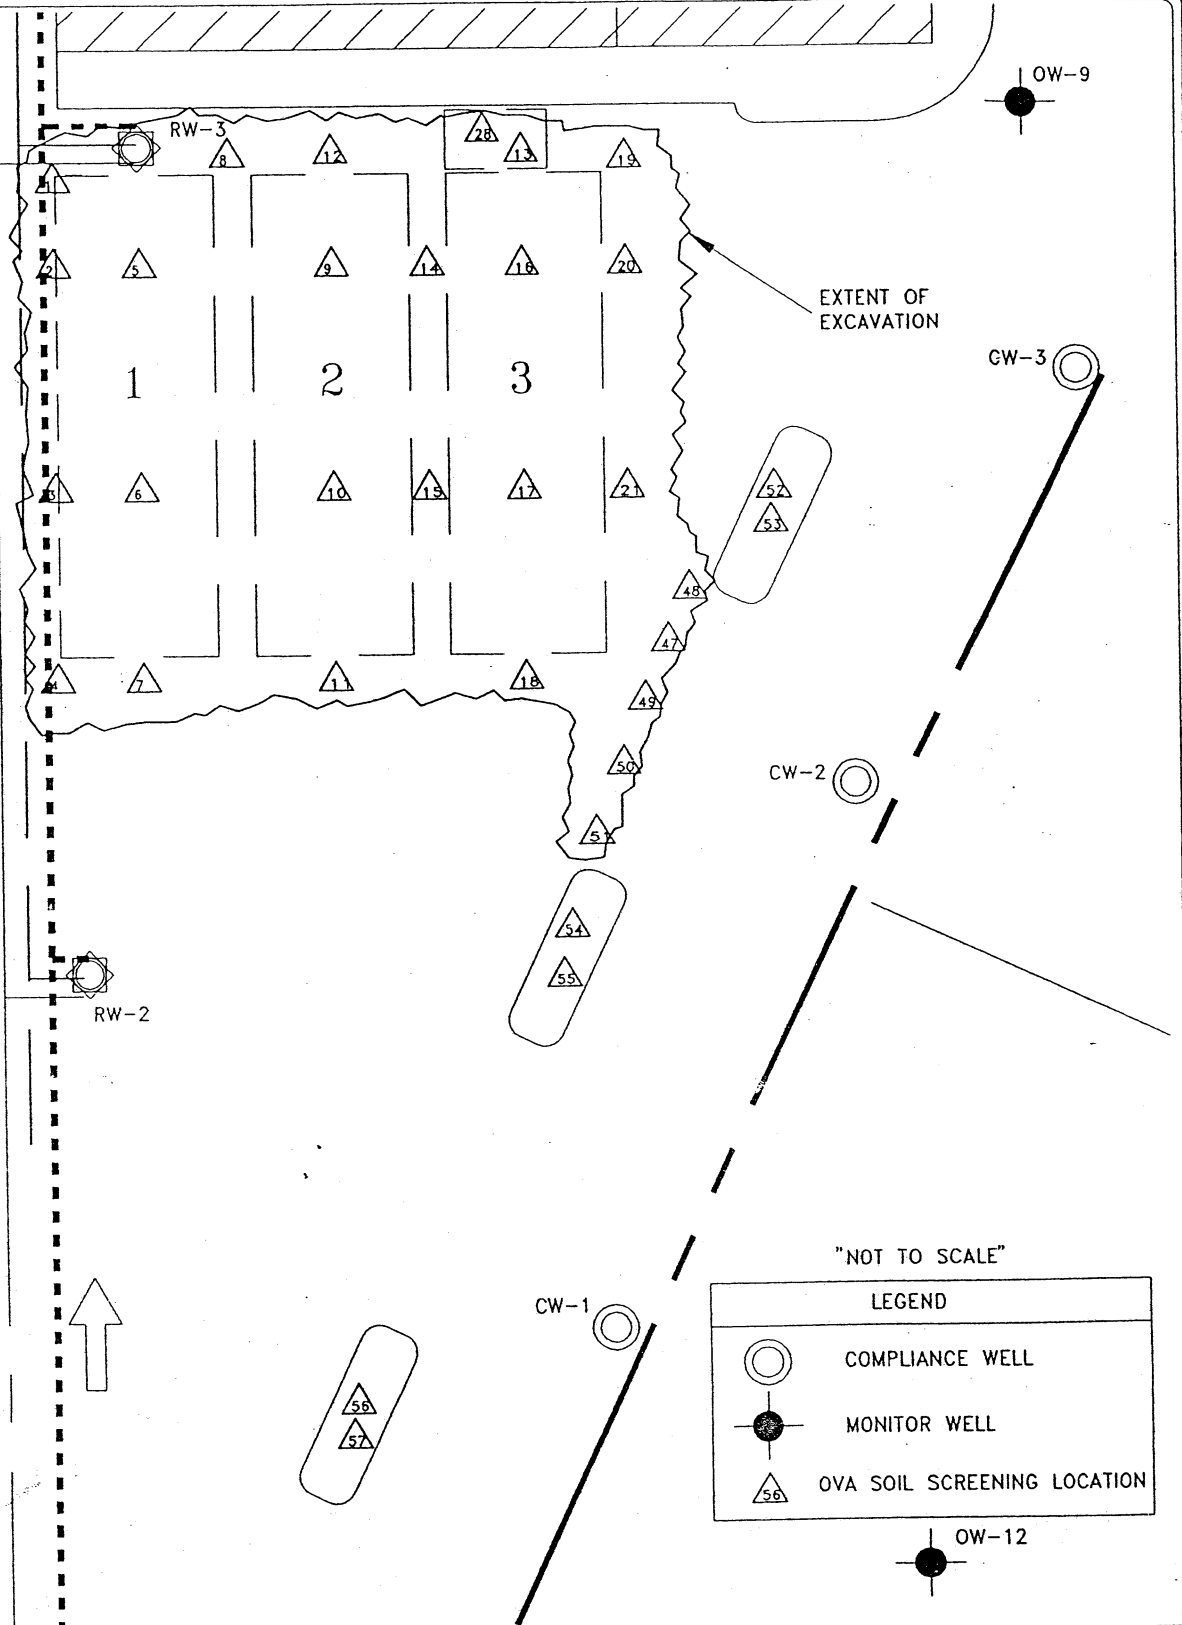 OW-9
RW-3
28
8
12
13
19
1
2
5
9
14
16
20
EXTENT OF
EXCAVATION
CW-3
1
2
3
3
6
10
15
17
21
52
53
48
47
4
7
11
18
49
50
CW-2
51
54
55
RW-2
"NOT TO SCALE"
LEGEND
CW-1
COMPLIANCE WELL
MONITOR WELL
56
57
OVA SOIL SCREENING LOCATION
56
OW-12